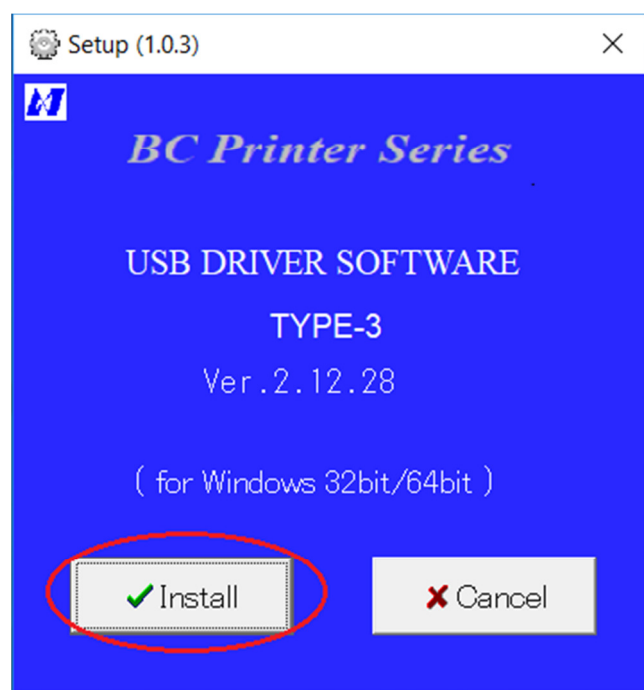 Setup (1.0.3)
M
BC Printer Series
USB DRIVER SOFTWARE
TYPE-3
Ver.2.12.28
( for Windows 32bit/64bit )
Install
Cancel